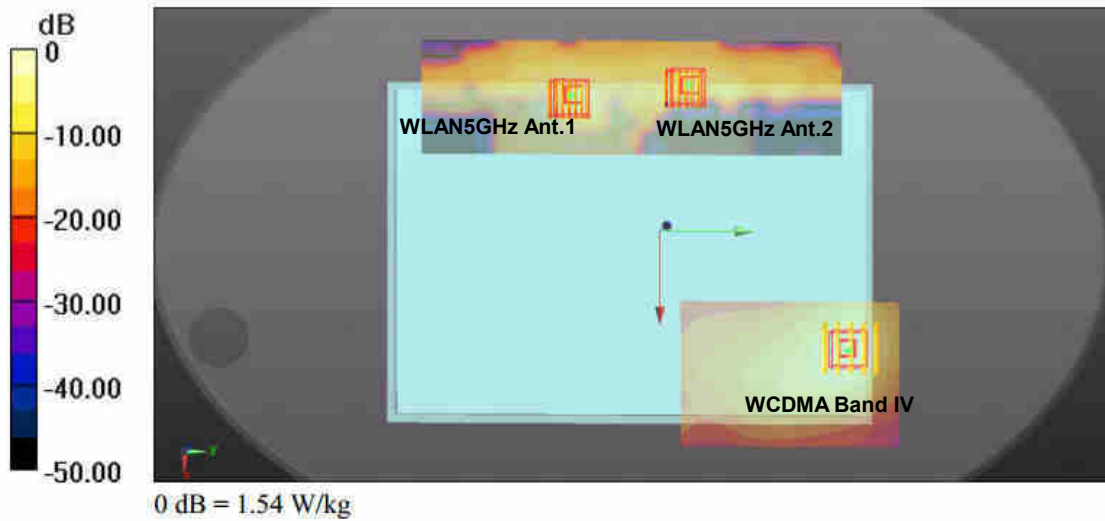 dB
0
-10.00
-20.00
-30.00
-40.00
-50.00
WLAN5GHz Ant.1
WLAN5GHz Ant.2
WCDMA Band IV
0 dB = 1.54 W/kg